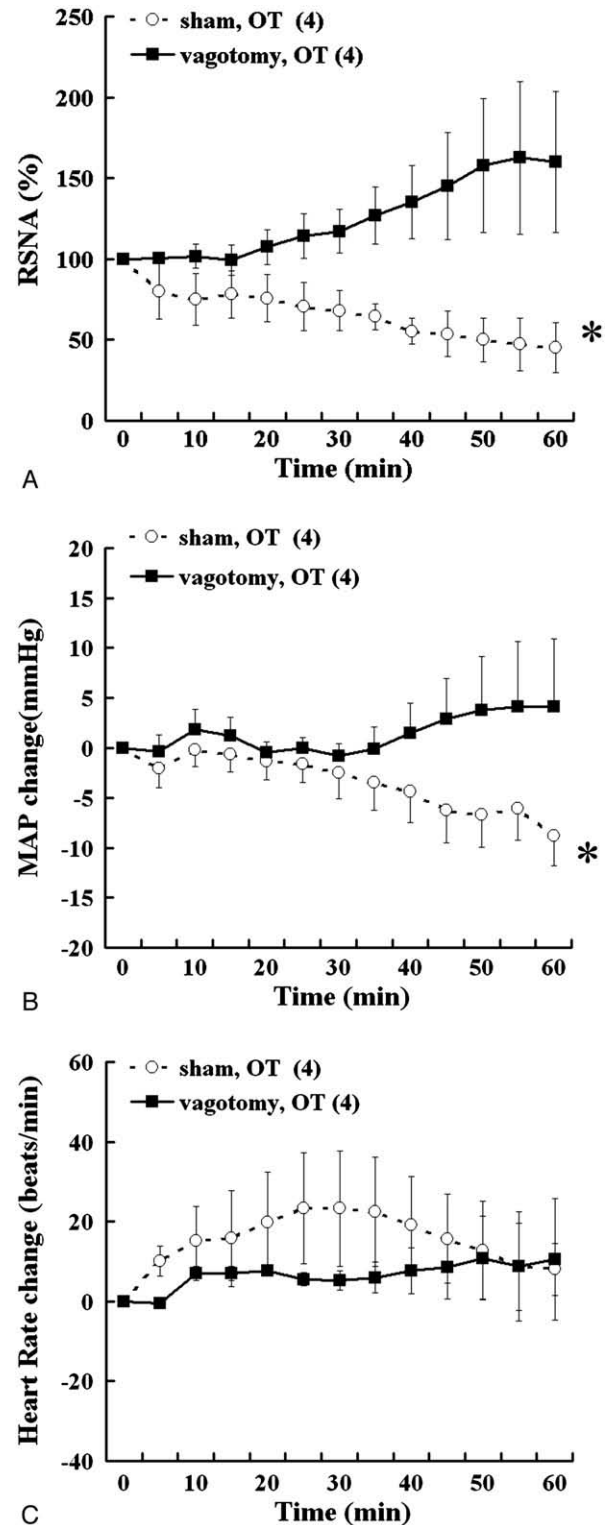 sham, OT (4)
vagotomy, OT (4)
250
200
150
100
50
0
RSNA (%)
*
0 10 20 30 40 50 60
Time (min)
A
sham, OT (4)
vagotomy, OT (4)
20
15
10
5
0
-5
-10
-15
-20
MAP change(mmHg)
*
0 10 20 30 40 50 60
Time (min)
B
sham, OT (4)
vagotomy, OT (4)
60
40
20
0
-20
-40
Heart Rate change (beats/min)
0 10 20 30 40 50 60
Time (min)
C